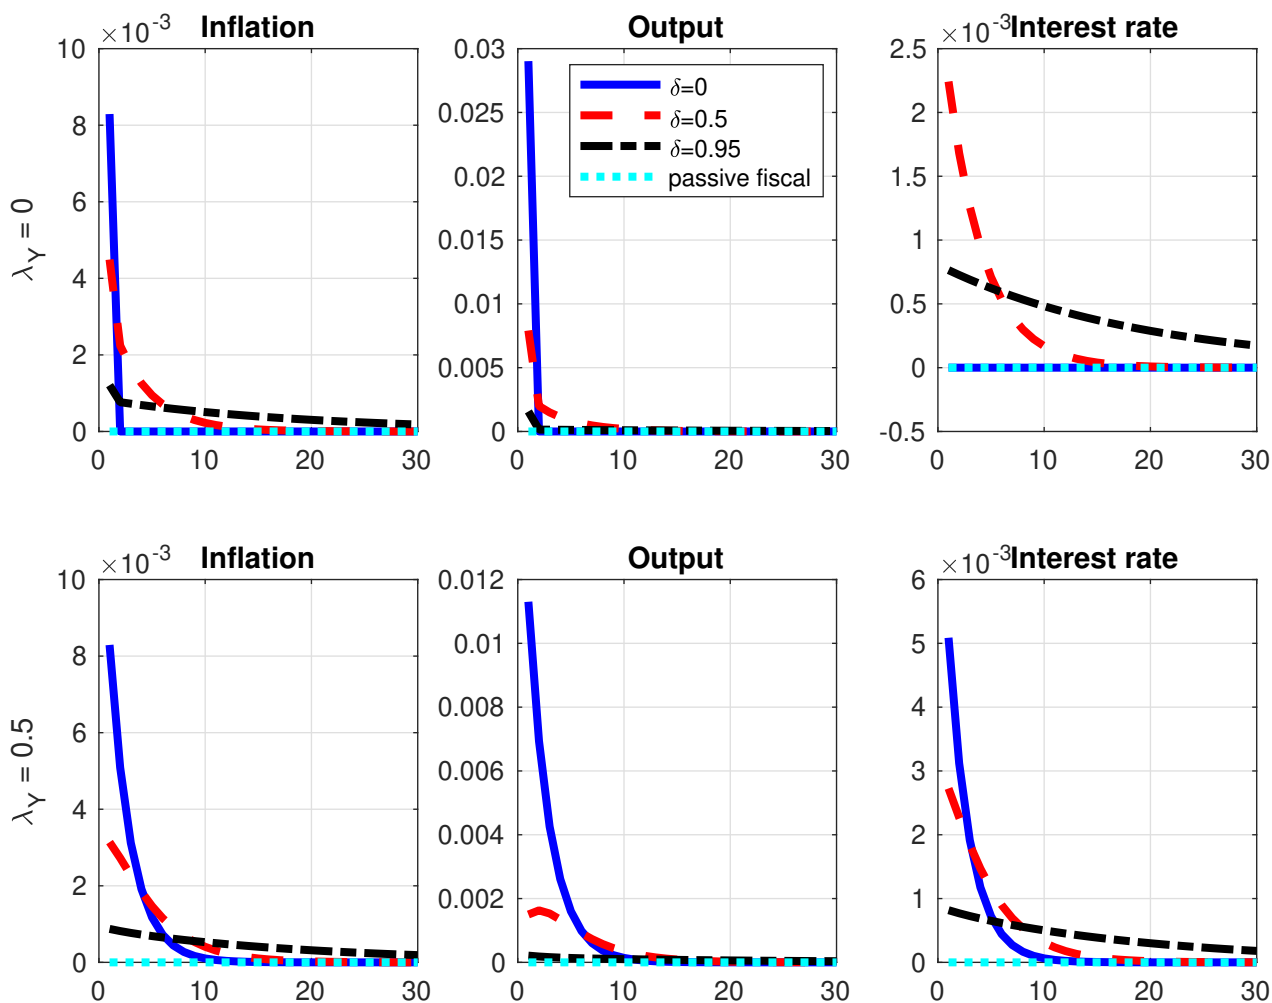 ×10⁻³ Inflation
10
8
6
4
2
0
0 10 20 30
λY = 0
Output
0.03
0.025
0.02
0.015
0.01
0.005
0
0 10 20 30
δ=0
δ=0.5
δ=0.95
passive fiscal
×10⁻³ Interest rate
2.5
2
1.5
1
0.5
0
-0.5
0 10 20 30
×10⁻³ Inflation
10
8
6
4
2
0
0 10 20 30
λY = 0.5
Output
0.012
0.01
0.008
0.006
0.004
0.002
0
0 10 20 30
×10⁻³ Interest rate
6
5
4
3
2
1
0
0 10 20 30